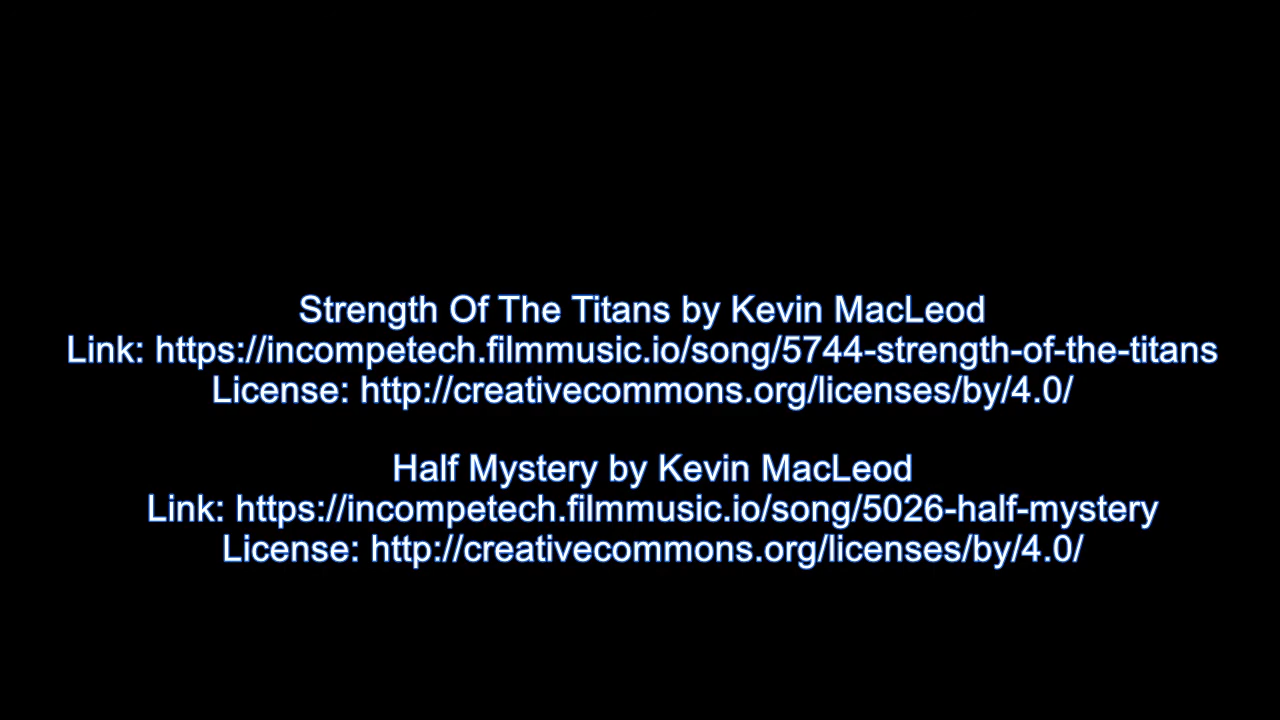 Strength Of The Titans by Kevin MacLeod
Link: https://incompetech.filmmusic.io/song/5744-strength-of-the-titans
License: http://creativecommons.org/licenses/by/4.0/
Half Mystery by Kevin MacLeod
Link: https://incompetech.filmmusic.io/song/5026-half-mystery
License: http://creativecommons.org/licenses/by/4.0/